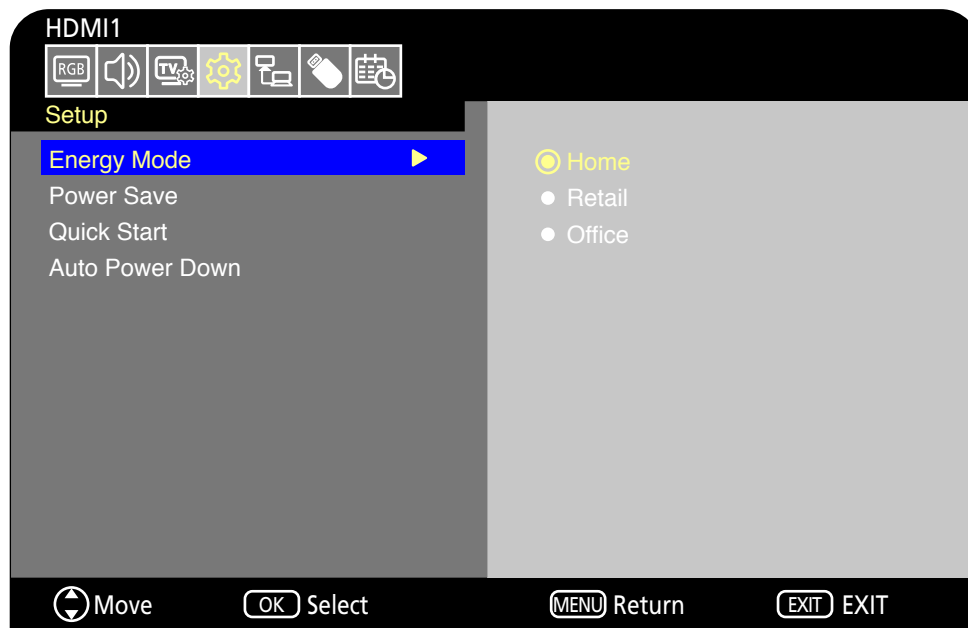 HDMI1
RGB TV
Setup
Energy Mode
Power Save
Quick Start
Auto Power Down
Home
Retail
Office
Move OK Select MENU Return EXIT EXIT